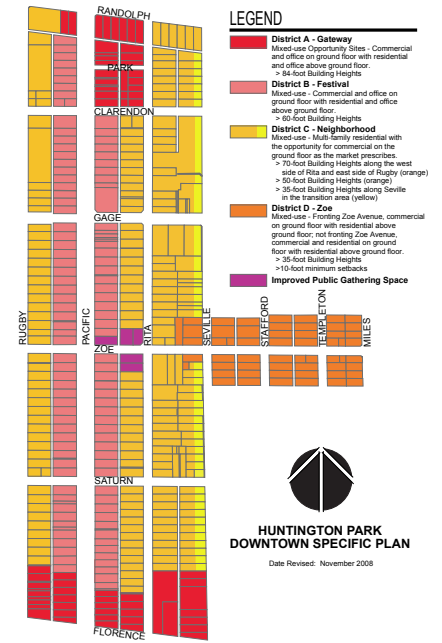 RANDOLPH
PARK
CLARENDON
GAGE
RUGBY
PACIFIC
RITA
SEVILLE
STAFFORD
TEMPLETON
MILES
ZOE
SATURN
FLORENCE
LEGEND
District A - Gateway
Mixed-use Opportunity Sites - Commercial
and office on ground floor with residential
and office above ground floor.
> 84-foot Building Heights
District B - Festival
Mixed-use - Commercial and office on
ground floor with residential and office
above ground floor.
> 60-foot Building Heights
District C - Neighborhood
Mixed-use - Multi-family residential with
the opportunity for commercial on the
ground floor as the market prescribes.
> 70-foot Building Heights along the west
side of Rita and east side of Rugby (orange)
> 50-foot Building Heights (orange)
> 35-foot Building Heights along Seville
in the transition area (yellow)
District D - Zoe
Mixed-use - Fronting Zoe Avenue, commercial
on ground floor with residential above
ground floor; not fronting Zoe Avenue,
commercial and residential on ground
floor with residential above ground floor.
> 35-foot Building Heights
>10-foot minimum setbacks
Improved Public Gathering Space
HUNTINGTON PARK
DOWNTOWN SPECIFIC PLAN
Date Revised: November 2008